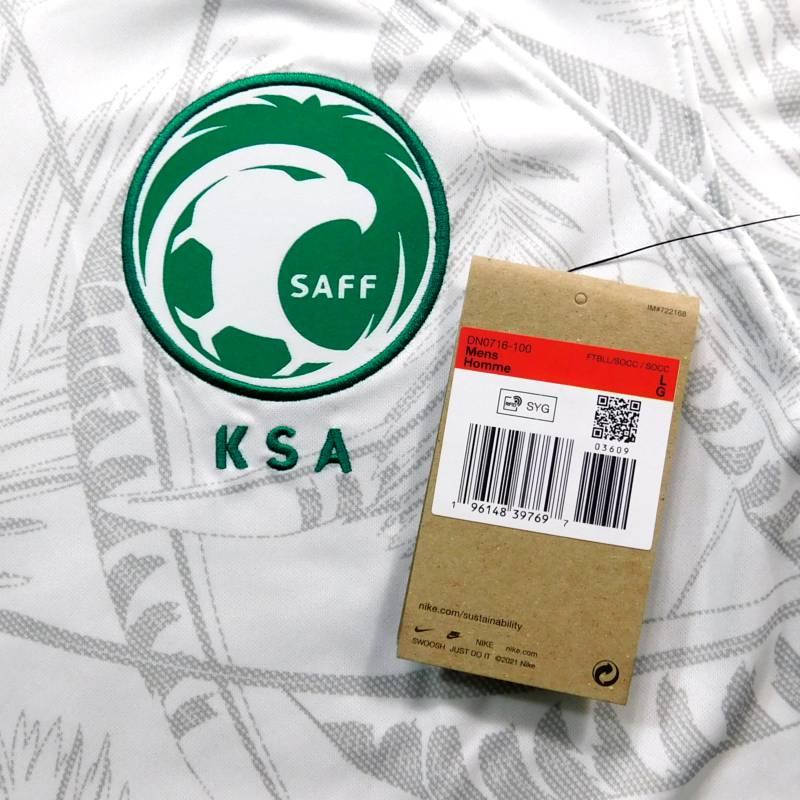 SAFF
KSA
IM#722168
DN0716-100
Mens
Homme
FTBLL/SOCC / SOCC
L
G
SYG
03609
1 96148 39769 7
nike.com/sustainability
NIKE nike.com
SWOOSH JUST DO IT ©2021 Nike